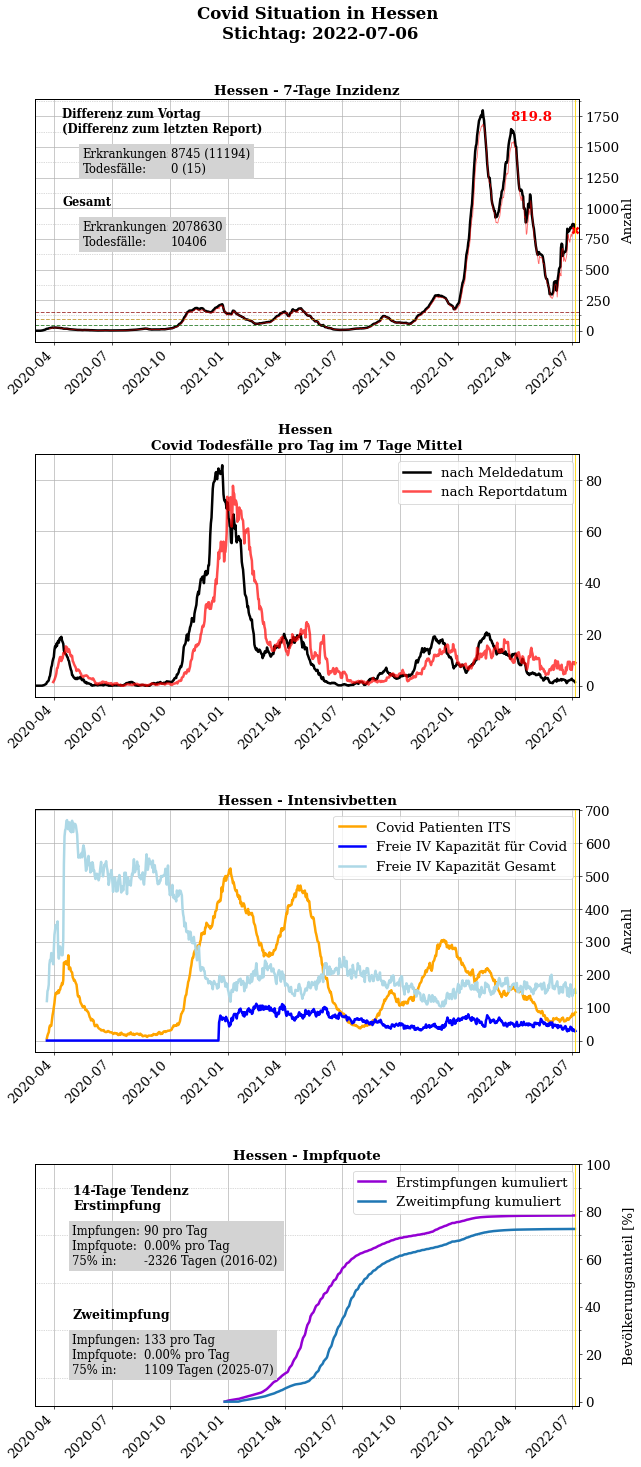 Covid Situation in Hessen
Stichtag: 2022-07-06
Hessen - 7-Tage Inzidenz
Differenz zum Vortag
(Differenz zum letzten Report)
Erkrankungen 8745 (11194)
Todesfälle: 0 (15)
Gesamt
Erkrankungen 2078630
Todesfälle: 10406
819.8
1750
1500
1250
1000
750
500
250
0
Anzahl
2020-04
2020-07
2020-10
2021-01
2021-04
2021-07
2021-10
2022-01
2022-04
2022-07
Hessen
Covid Todesfälle pro Tag im 7 Tage Mittel
nach Meldedatum
nach Reportdatum
80
60
40
20
0
2020-04
2020-07
2020-10
2021-01
2021-04
2021-07
2021-10
2022-01
2022-04
2022-07
Hessen - Intensivbetten
Covid Patienten ITS
Freie IV Kapazität für Covid
Freie IV Kapazität Gesamt
700
600
500
400
300
200
100
0
Anzahl
2020-04
2020-07
2020-10
2021-01
2021-04
2021-07
2021-10
2022-01
2022-04
2022-07
Hessen - Impfquote
14-Tage Tendenz
Erstimpfung
Impfungen: 90 pro Tag
Impfquote: 0.00% pro Tag
75% in: -2326 Tagen (2016-02)
Zweitimpfung
Impfungen: 133 pro Tag
Impfquote: 0.00% pro Tag
75% in: 1109 Tagen (2025-07)
Erstimpfungen kumuliert
Zweitimpfung kumuliert
100
80
60
40
20
0
Bevölkerungsanteil [%]
2020-04
2020-07
2020-10
2021-01
2021-04
2021-07
2021-10
2022-01
2022-04
2022-07